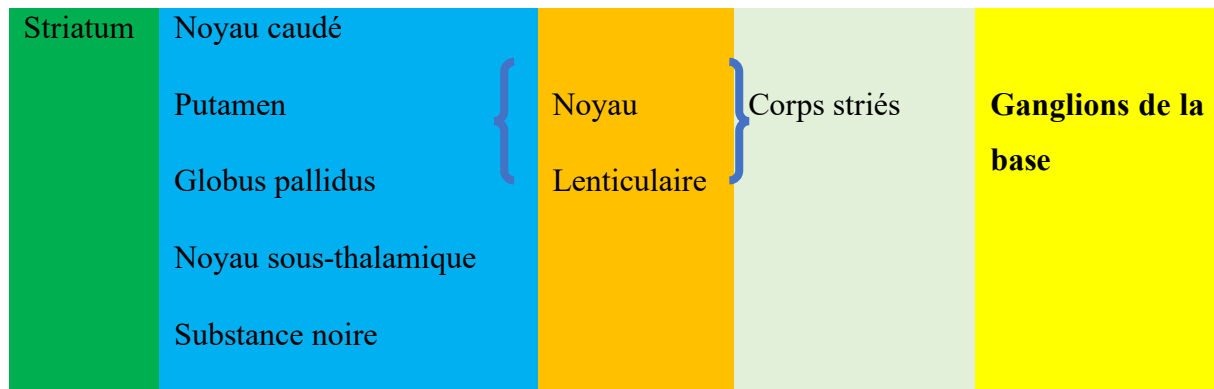 Striatum
Noyau caudé
Putamen
Globus pallidus
Noyau sous-thalamique
Substance noire
Noyau
Lenticulaire
Corps striés
Ganglions de la
base